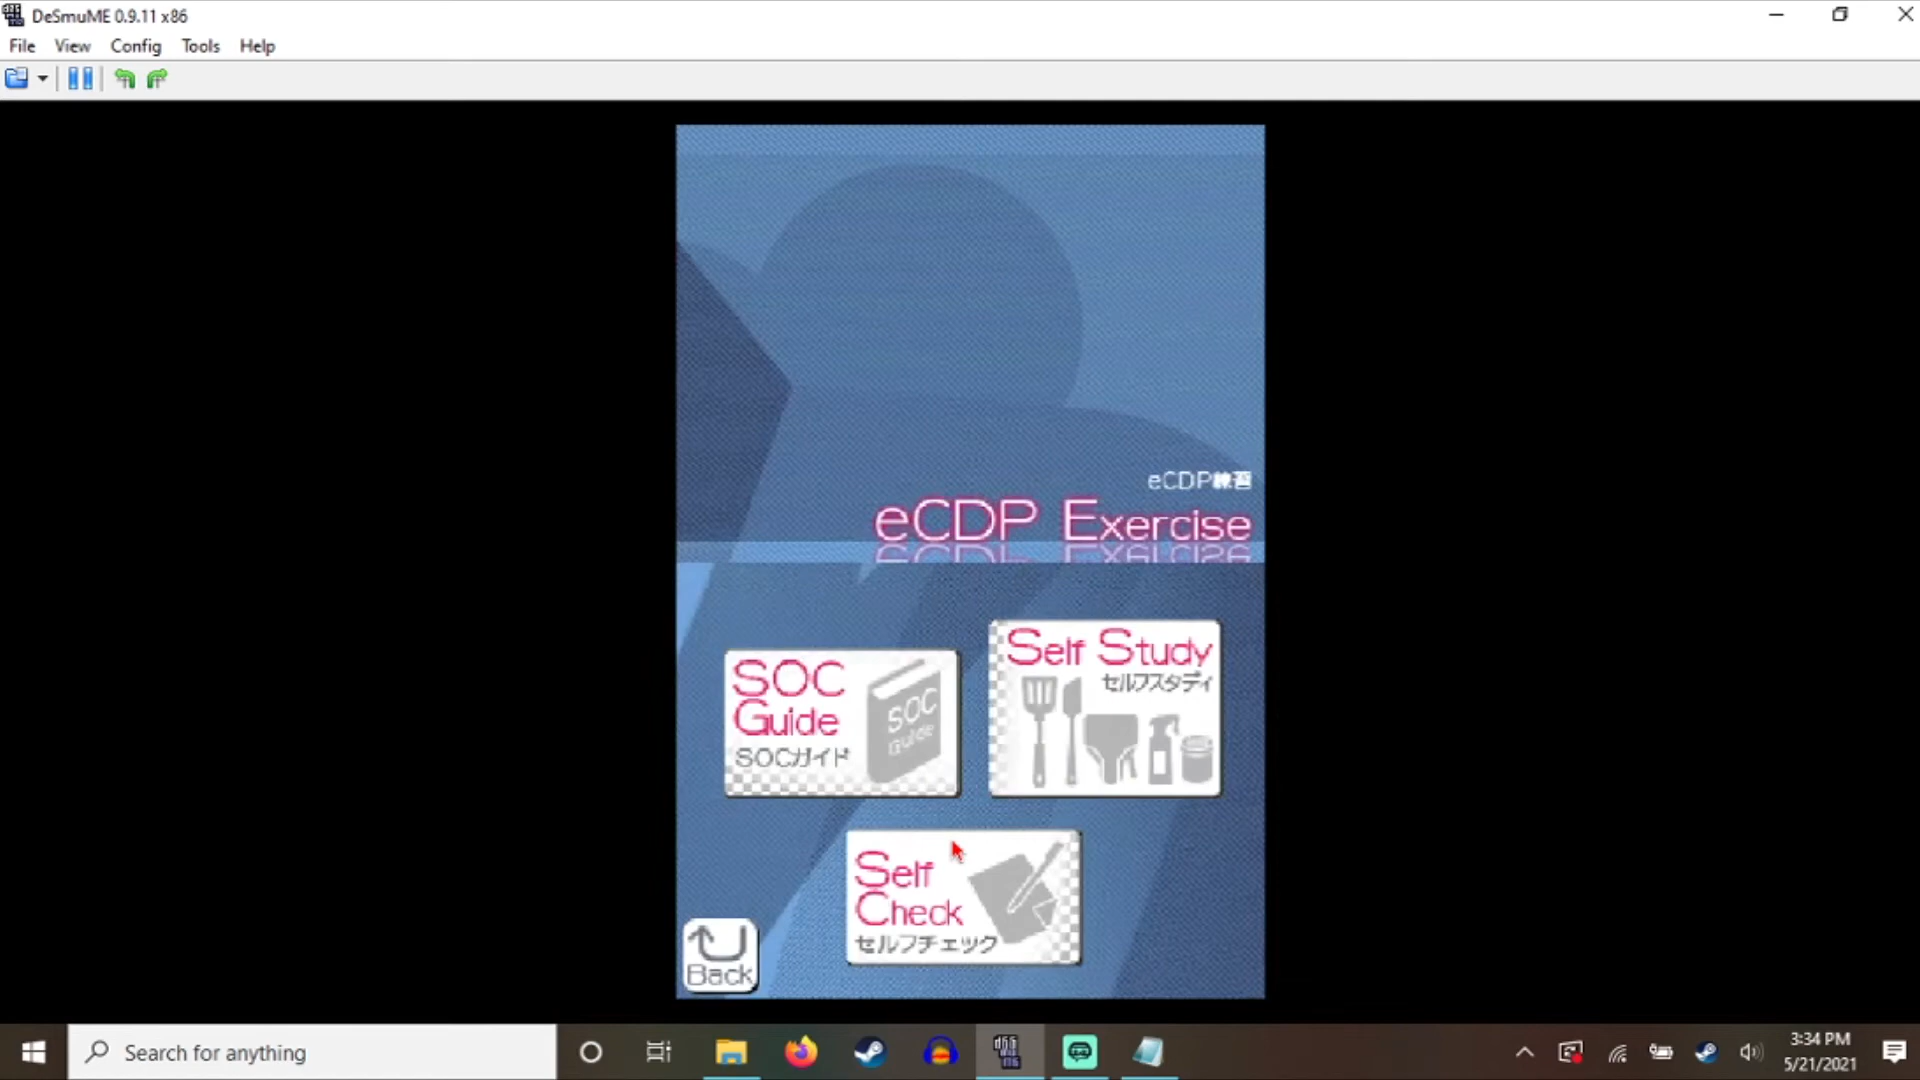 DeSmuME 0.9.11 x86
File View Config Tools Help
eCDP練習
eCDP Exercise
SOC
Guide
SOCガイド
SOC
Guide
Self Study
セルフスタディ
Self
Check
セルフチェック
Back
Search for anything
3:34 PM
5/21/2021